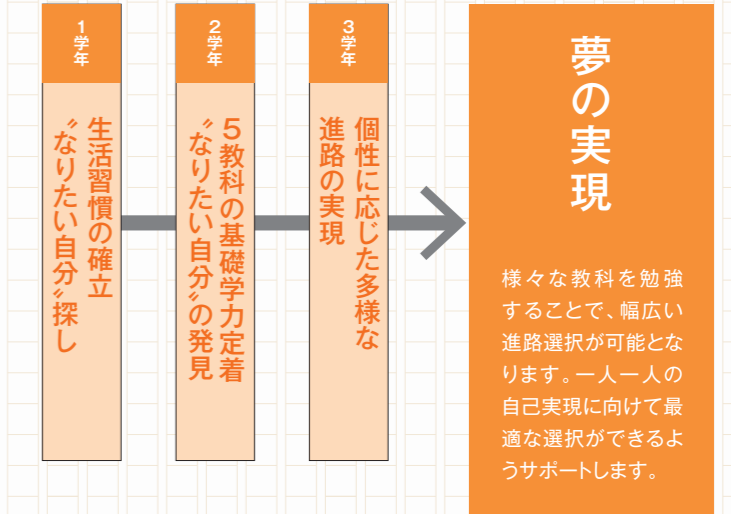 1学年
生活習慣の確立
〝なりたい自分〟探し
2学年
5教科の基礎学力定着
〝なりたい自分〟の発見
3学年
個性に応じた多様な
進路の実現
夢の実現
様々な教科を勉強
することで、幅広い
進路選択が可能とな
ります。一人一人の
自己実現に向けて最
適な選択ができるよ
うサポートします。